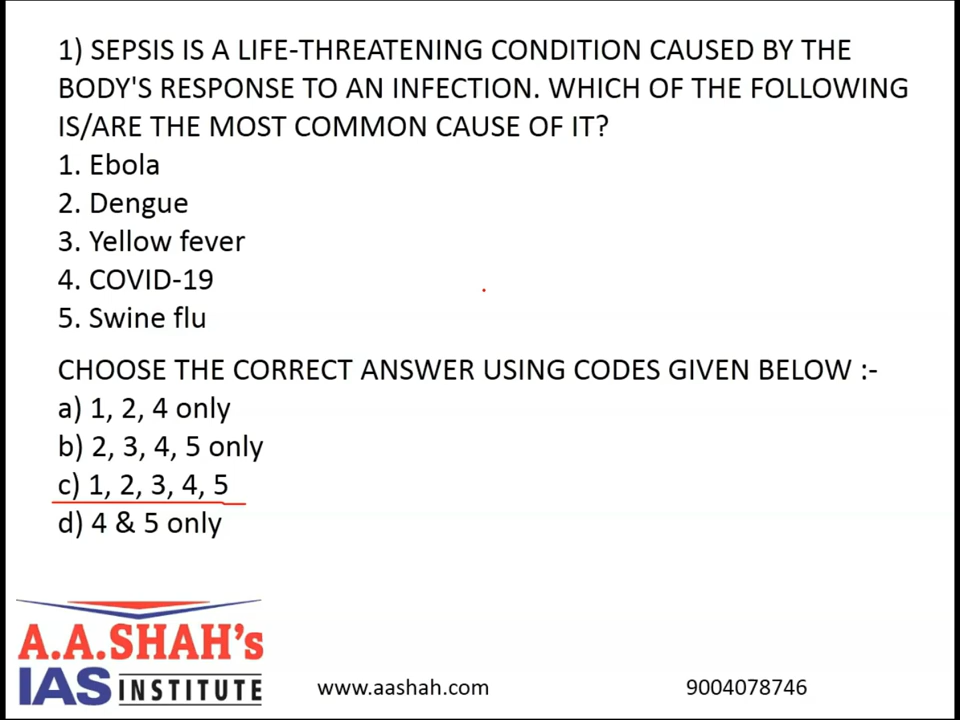 1) SEPSIS IS A LIFE-THREATENING CONDITION CAUSED BY THE
BODY'S RESPONSE TO AN INFECTION. WHICH OF THE FOLLOWING
IS/ARE THE MOST COMMON CAUSE OF IT?
1. Ebola
2. Dengue
3. Yellow fever
4. COVID-19
5. Swine flu
CHOOSE THE CORRECT ANSWER USING CODES GIVEN BELOW :-
a) 1, 2, 4 only
b) 2, 3, 4, 5 only
c) 1, 2, 3, 4, 5
d) 4 & 5 only
A.A.SHAH's
IAS INSTITUTE
www.aashah.com
9004078746